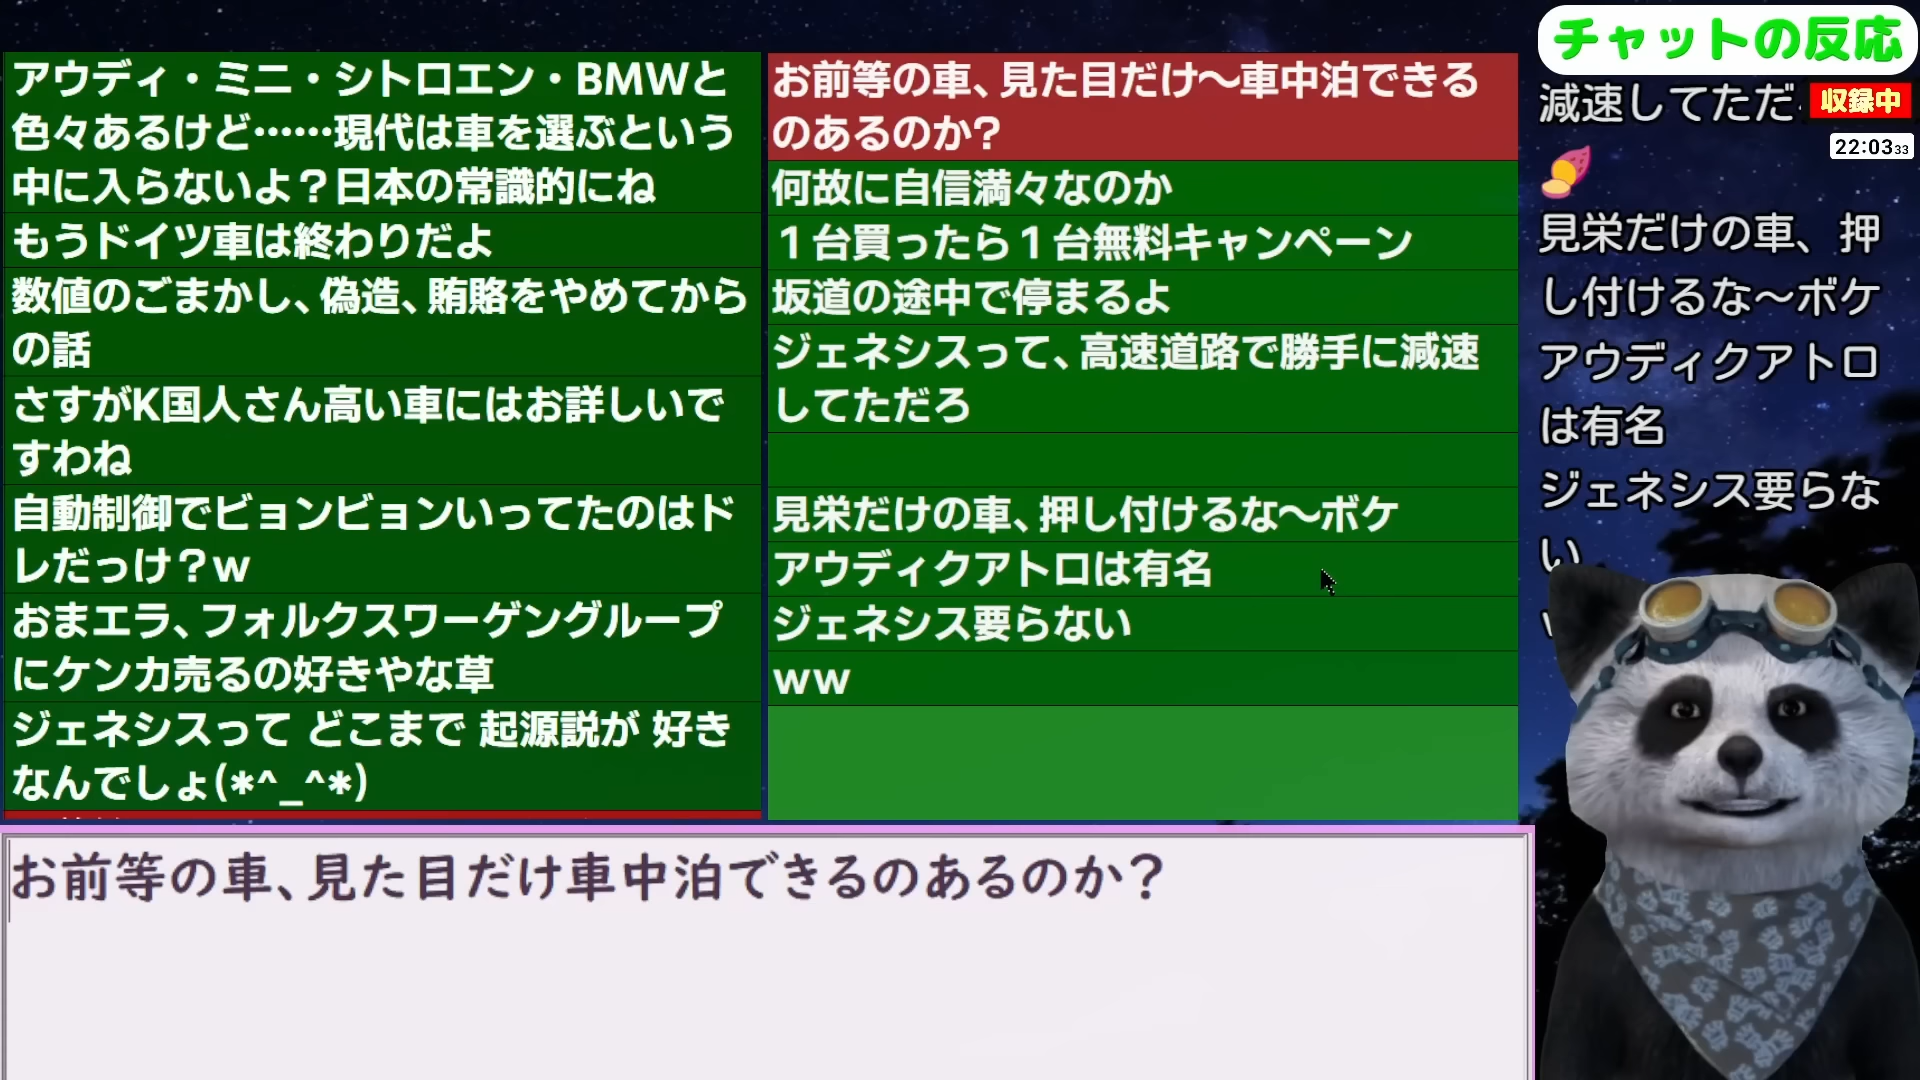 アウディ・ミニ・シトロエン・BMWと
色々あるけど……現代は車を選ぶという
中に入らないよ？日本の常識的にね
もうドイツ車は終わりだよ
数値のごまかし、偽造、賄賂をやめてから
の話
さすがK国人さん高い車にはお詳しいで
すわね
自動制御でビョンビョンいってたのはド
レだっけ？w
おまエラ、フォルクスワーゲングループ
にケンカ売るの好きやな草
ジェネシスって どこまで 起源説が 好き
なんでしょ(*^_^*)
お前等の車、見た目だけ～車中泊できる
のあるのか?
何故に自信満々なのか
１台買ったら１台無料キャンペーン
坂道の途中で停まるよ
ジェネシスって、高速道路で勝手に減速
してただろ
見栄だけの車、押し付けるな～ボケ
アウディクアトロは有名
ジェネシス要らない
ww
チャットの反応
減速してただ
収録中
22:03 33
見栄だけの車、押
し付けるな～ボケ
アウディクアトロ
は有名
ジェネシス要らな
い
お前等の車、見た目だけ車中泊できるのあるのか?